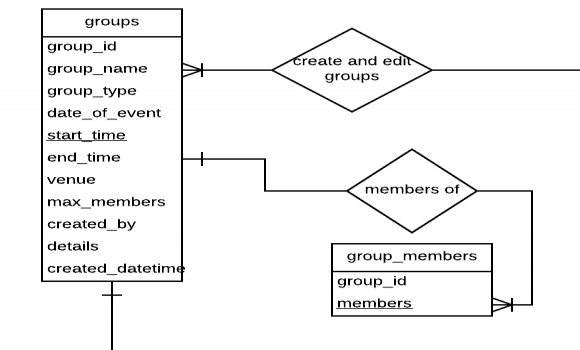 groups
group_id
group_name
group_type
date_of_event
start_time
end_time
venue
max_members
created_by
details
created_datetime
create and edit
groups
members of
group_members
group_id
members